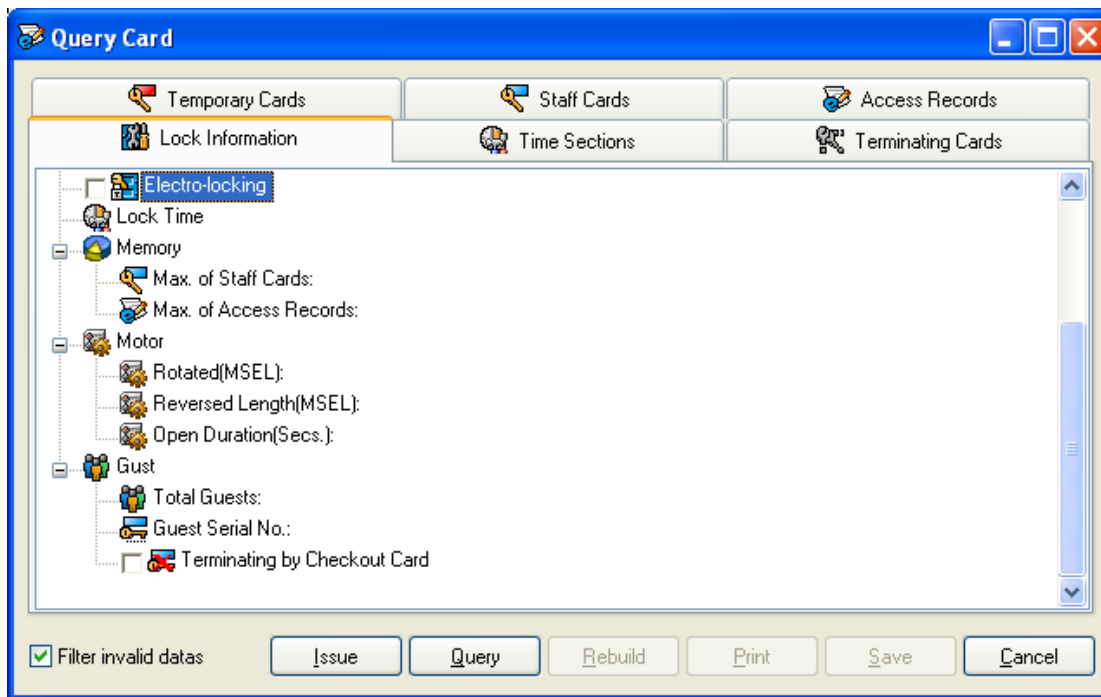 Query Card
Temporary Cards Staff Cards Access Records
Lock Information Time Sections Terminating Cards
Electro-locking
Lock Time
Memory
Max. of Staff Cards:
Max. of Access Records:
Motor
Rotated(MSEL):
Reversed Length(MSEL):
Open Duration(Secs.):
Gust
Total Guests:
Guest Serial No.:
Terminating by Checkout Card
Filter invalid datas Issue Query Rebuild Print Save Cancel